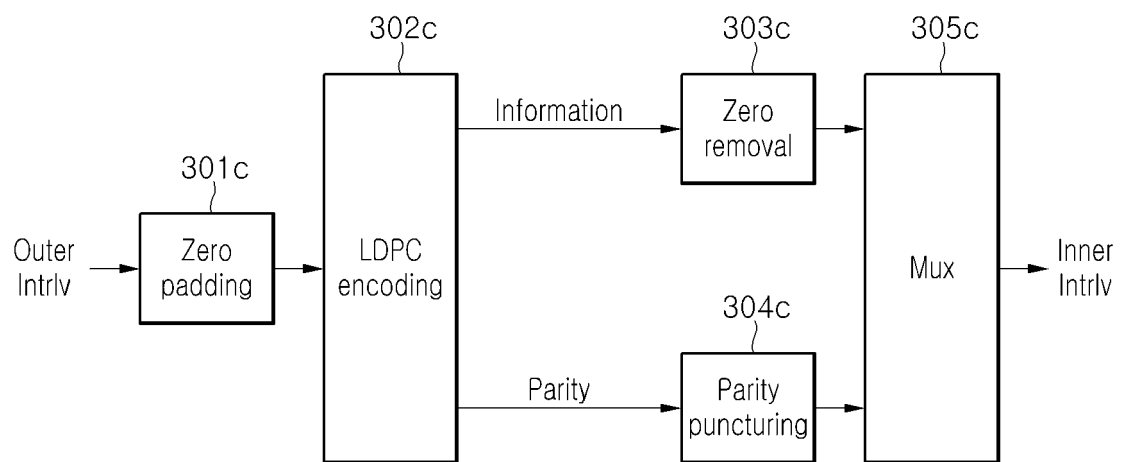 302c
303c
305c
Information
Zero
removal
301c
Outer
Intrlv
Zero
padding
LDPC
encoding
Mux
Inner
Intrlv
304c
Parity
Parity
puncturing